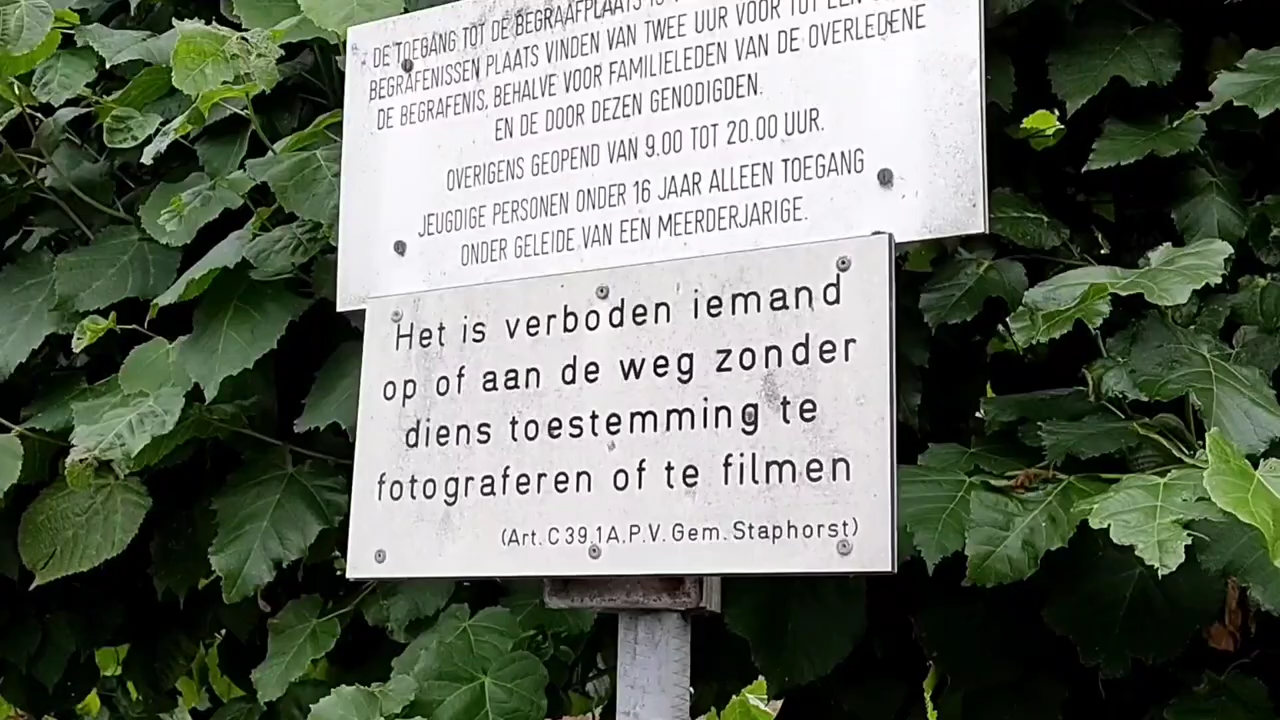 DE TOEGANG TOT DE BEGRAAFPLAATS IS
BEGRAFENISSEN PLAATS VINDEN VAN TWEE UUR VOOR TOT EEN
DE BEGRAFENIS, BEHALVE VOOR FAMILIELEDEN VAN DE OVERLEDENE
EN DE DOOR DEZEN GENODIGDEN.
OVERIGENS GEOPEND VAN 9.00 TOT 20.00 UUR.
JEUGDIGE PERSONEN ONDER 16 JAAR ALLEEN TOEGANG
ONDER GELEIDE VAN EEN MEERDERJARIGE.
Het is verboden iemand
op of aan de weg zonder
diens toestemming te
fotograferen of te filmen
(Art. C 39.1 A.P.V. Gem. Staphorst)